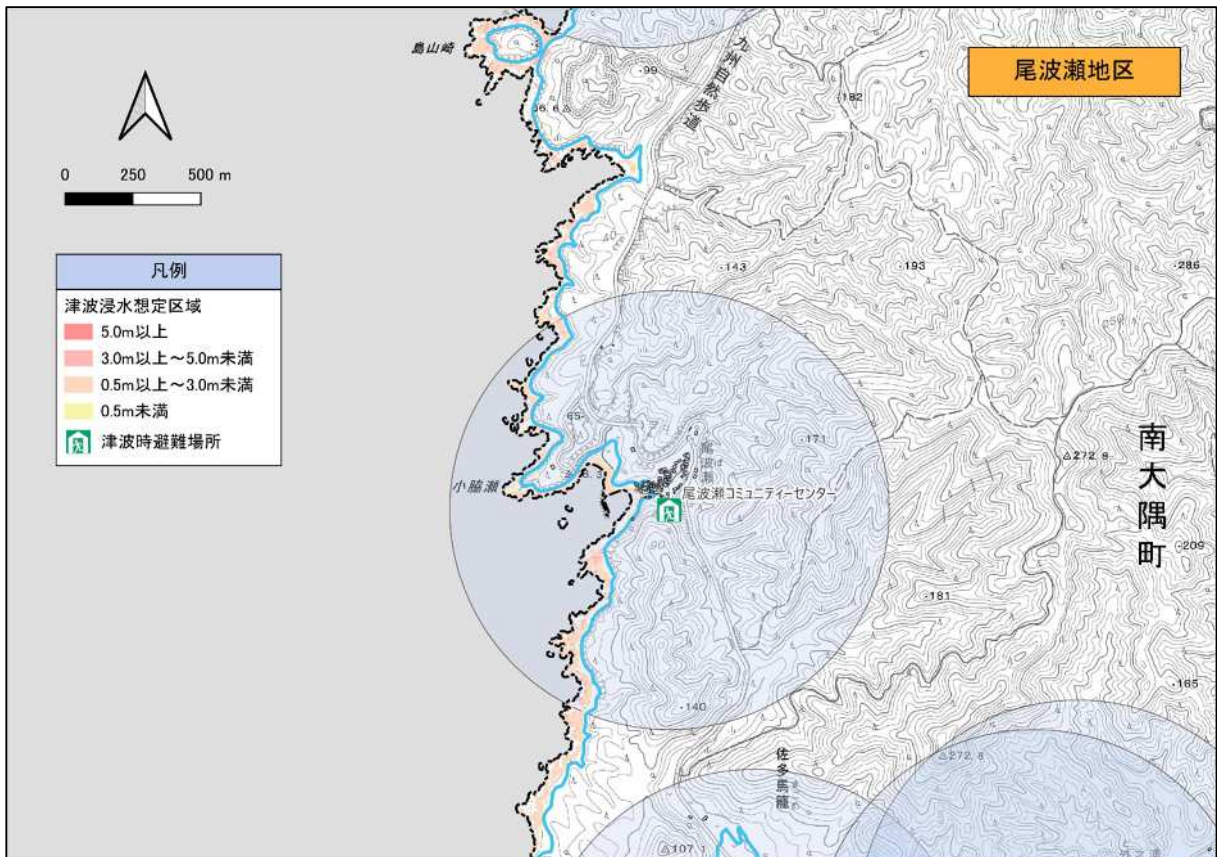 尾波瀬地区
島山崎
九州自然歩道
・99
・182
0 250 500 m
凡例
津波浸水想定区域
5.0m以上
3.0m以上～5.0m未満
0.5m以上～3.0m未満
0.5m未満
津波時避難場所
・143
・193
・286
65・
・171
尾波瀬
△272.8
南大隅町
小脇瀬
尾波瀬コミュニティーセンター
・209
・181
・165
・140
佐多馬籠
△272.8
△107.1